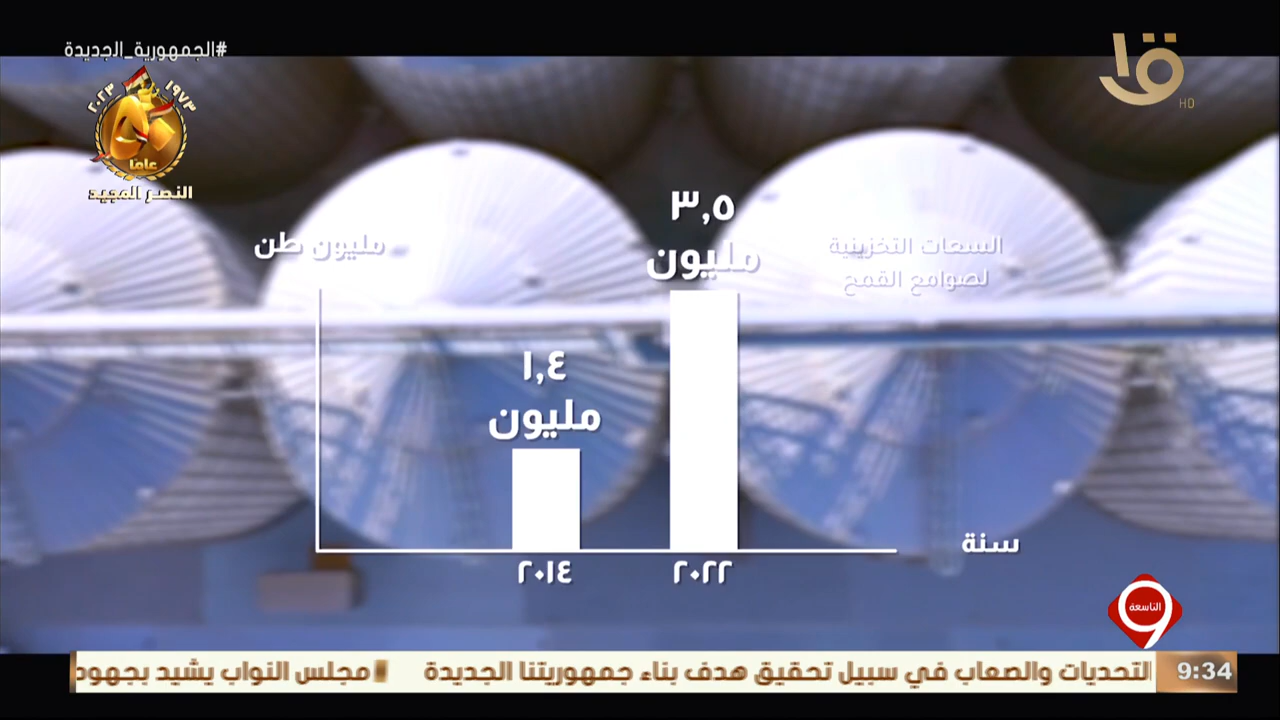 #الجمهورية_الجديدة
١٩٧٣
٢٠٢٣
عاما
النصر المجيد
HD
مليون طن
٣,٥
مليون
السعات التخزينية
لصوامع القمح
١,٤
مليون
سنة
٢٠١٤
٢٠٢٢
التاسعة
9
التحديات والصعاب في سبيل تحقيق هدف بناء جمهوريتنا الجديدة مجلس النواب يشيد بجهود
9:34